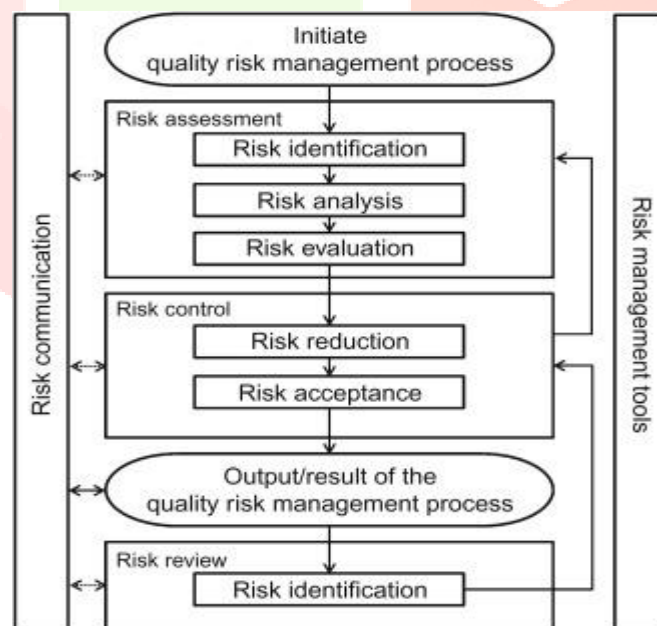 Initiate
quality risk management process
Risk assessment
Risk identification
Risk analysis
Risk evaluation
Risk control
Risk reduction
Risk acceptance
Output/result of the
quality risk management process
Risk review
Risk identification
Risk communication
Risk management tools